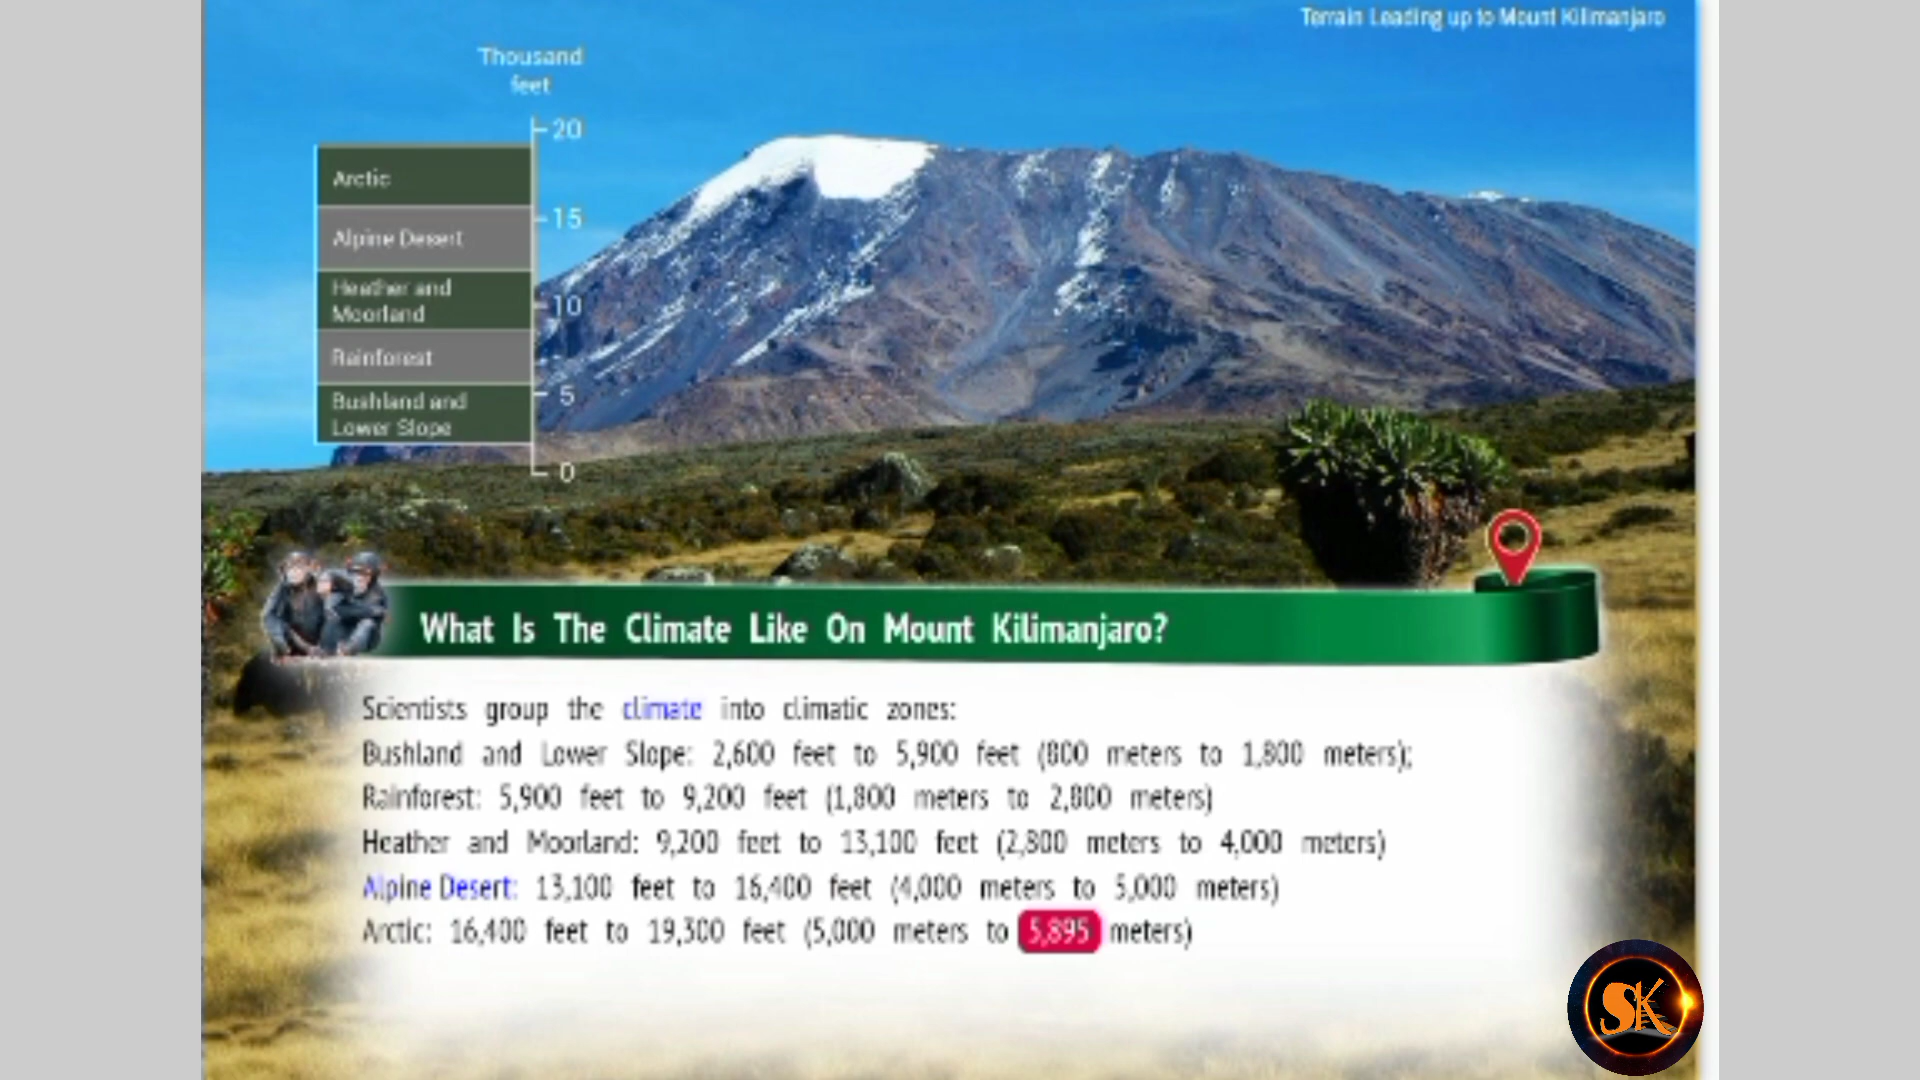 Terrain Leading up to Mount Kilimanjaro
Thousand
feet
20
Arctic
15
Alpine Desert
Heather and
Moorland
10
Rainforest
5
Bushland and
Lower Slope
0
What Is The Climate Like On Mount Kilimanjaro?
Scientists group the climate into climatic zones:
Bushland and Lower Slope: 2,600 feet to 5,900 feet (800 meters to 1,800 meters);
Rainforest: 5,900 feet to 9,200 feet (1,800 meters to 2,800 meters)
Heather and Moorland: 9,200 feet to 13,100 feet (2,800 meters to 4,000 meters)
Alpine Desert: 13,100 feet to 16,400 feet (4,000 meters to 5,000 meters)
Arctic: 16,400 feet to 19,300 feet (5,000 meters to 5,895 meters)
SK